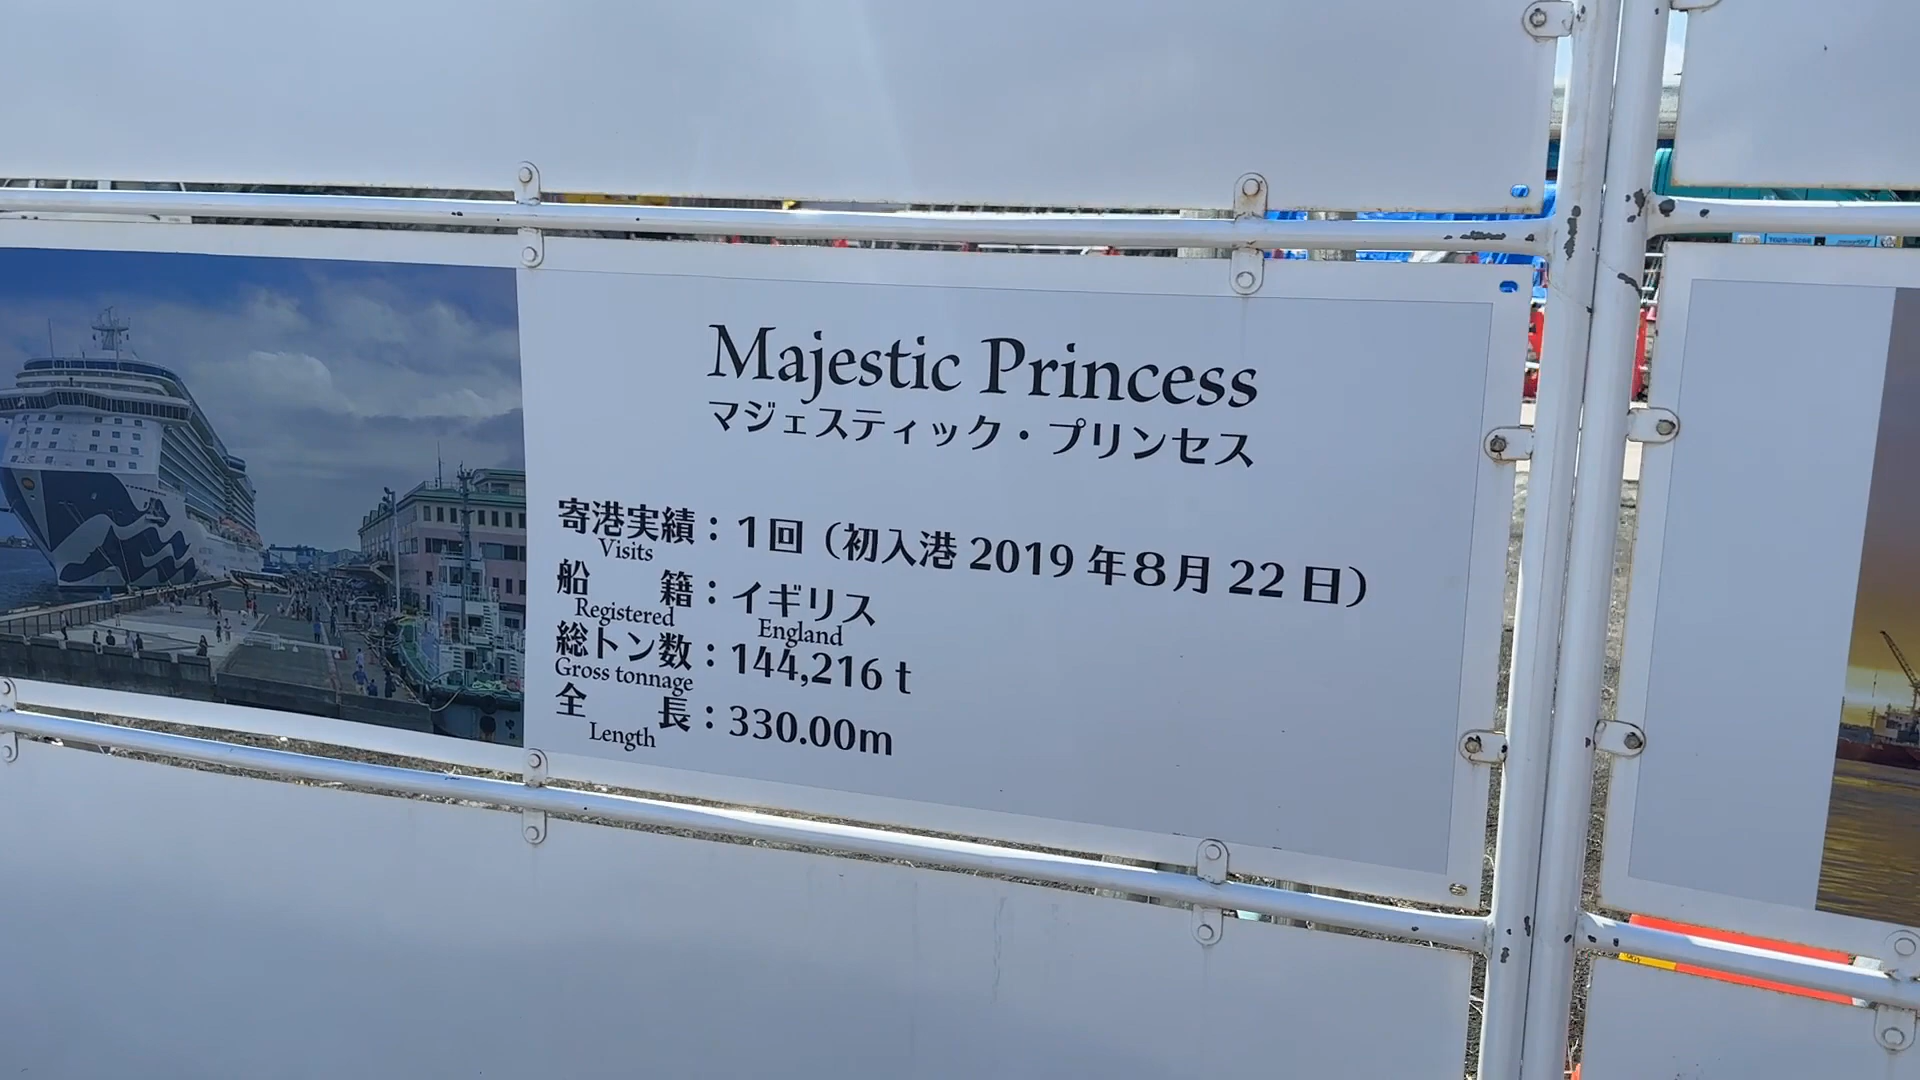 Majestic Princess
マジェスティック・プリンセス
寄港実績：1回（初入港 2019 年8月 22 日）
Visits
船　　籍：イギリス
Registered England
総トン数：144,216 t
Gross tonnage
全　　長：330.00m
Length